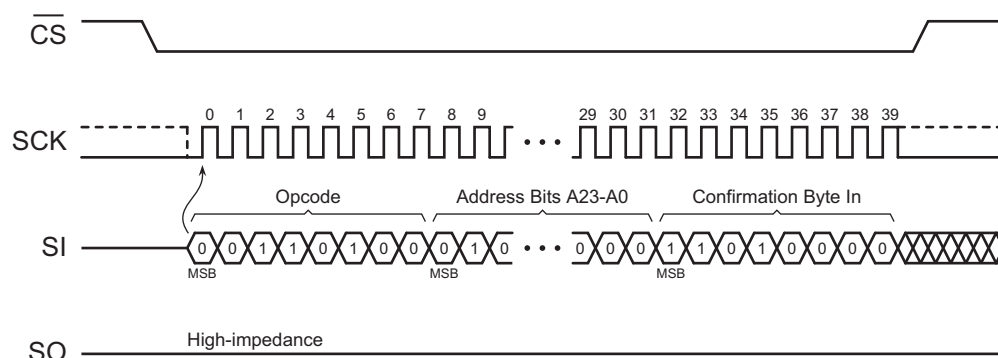 CS
0 1 2 3 4 5 6 7 8 9 29 30 31 32 33 34 35 36 37 38 39
SCK
Opcode Address Bits A23-A0 Confirmation Byte In
SI 0 0 1 1 0 1 0 0 0 1 0 0 0 0 1 1 0 1 0 0 0 0
MSB MSB MSB
High-impedance
SO